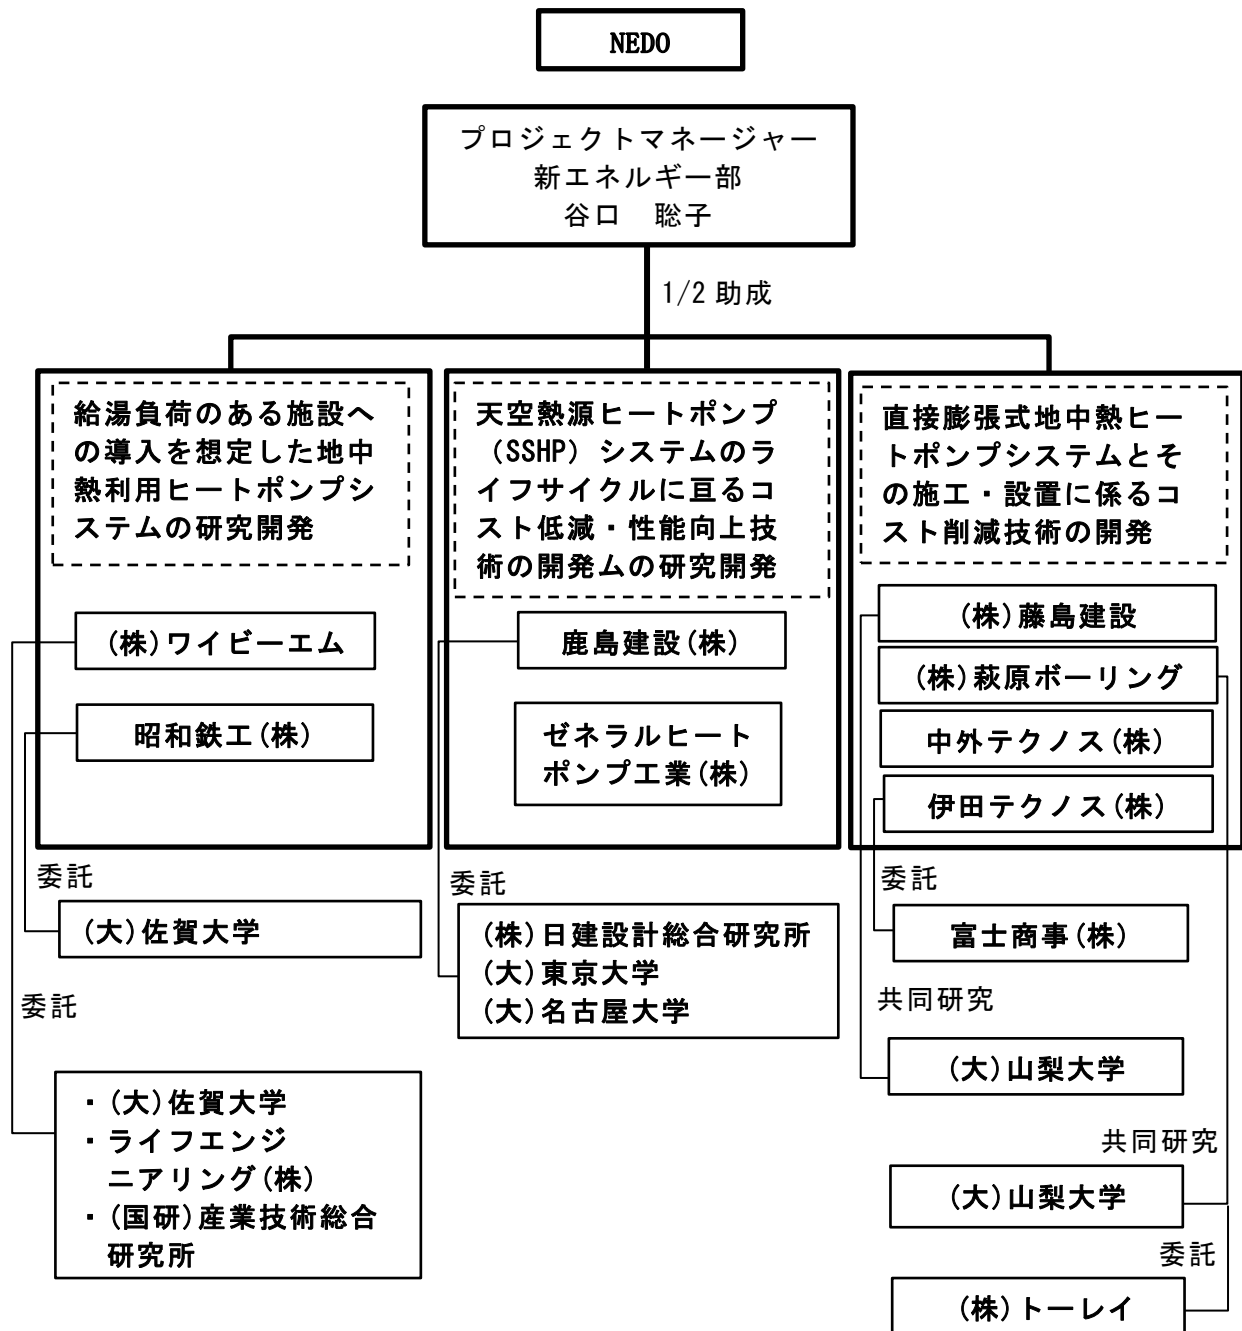 NEDO
プロジェクトマネージャー
新エネルギー部
谷口　聡子
1/2 助成
給湯負荷のある施設へ
の導入を想定した地中
熱利用ヒートポンプシ
ステムの研究開発
(株)ワイビーエム
昭和鉄工(株)
委託
(大)佐賀大学
委託
・(大)佐賀大学
・ライフエンジ
ニアリング(株)
・(国研)産業技術総合
研究所
天空熱源ヒートポンプ
（SSHP）システムのラ
イフサイクルに亘るコ
スト低減・性能向上技
術の開発ムの研究開発
鹿島建設(株)
ゼネラルヒート
ポンプ工業(株)
委託
(株)日建設計総合研究所
(大)東京大学
(大)名古屋大学
直接膨張式地中熱ヒー
トポンプシステムとそ
の施工・設置に係るコ
スト削減技術の開発
(株)藤島建設
(株)萩原ボーリング
中外テクノス(株)
伊田テクノス(株)
委託
富士商事(株)
共同研究
(大)山梨大学
共同研究
(大)山梨大学
委託
(株)トーレイ